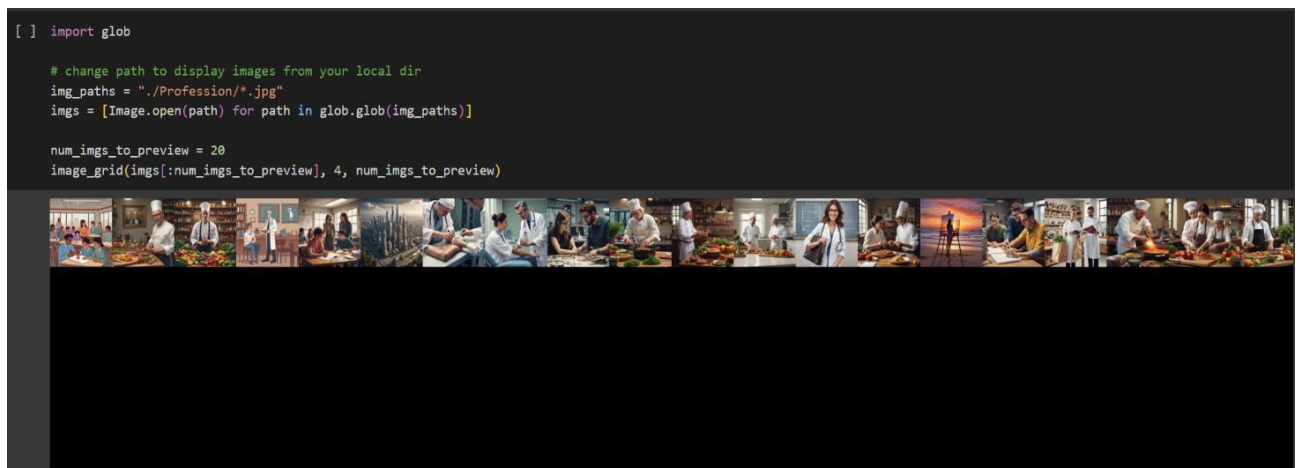 [ ] import glob
# change path to display images from your local dir
img_paths = "./Profession/*.jpg"
imgs = [Image.open(path) for path in glob.glob(img_paths)]
num_imgs_to_preview = 20
image_grid(imgs[:num_imgs_to_preview], 4, num_imgs_to_preview)